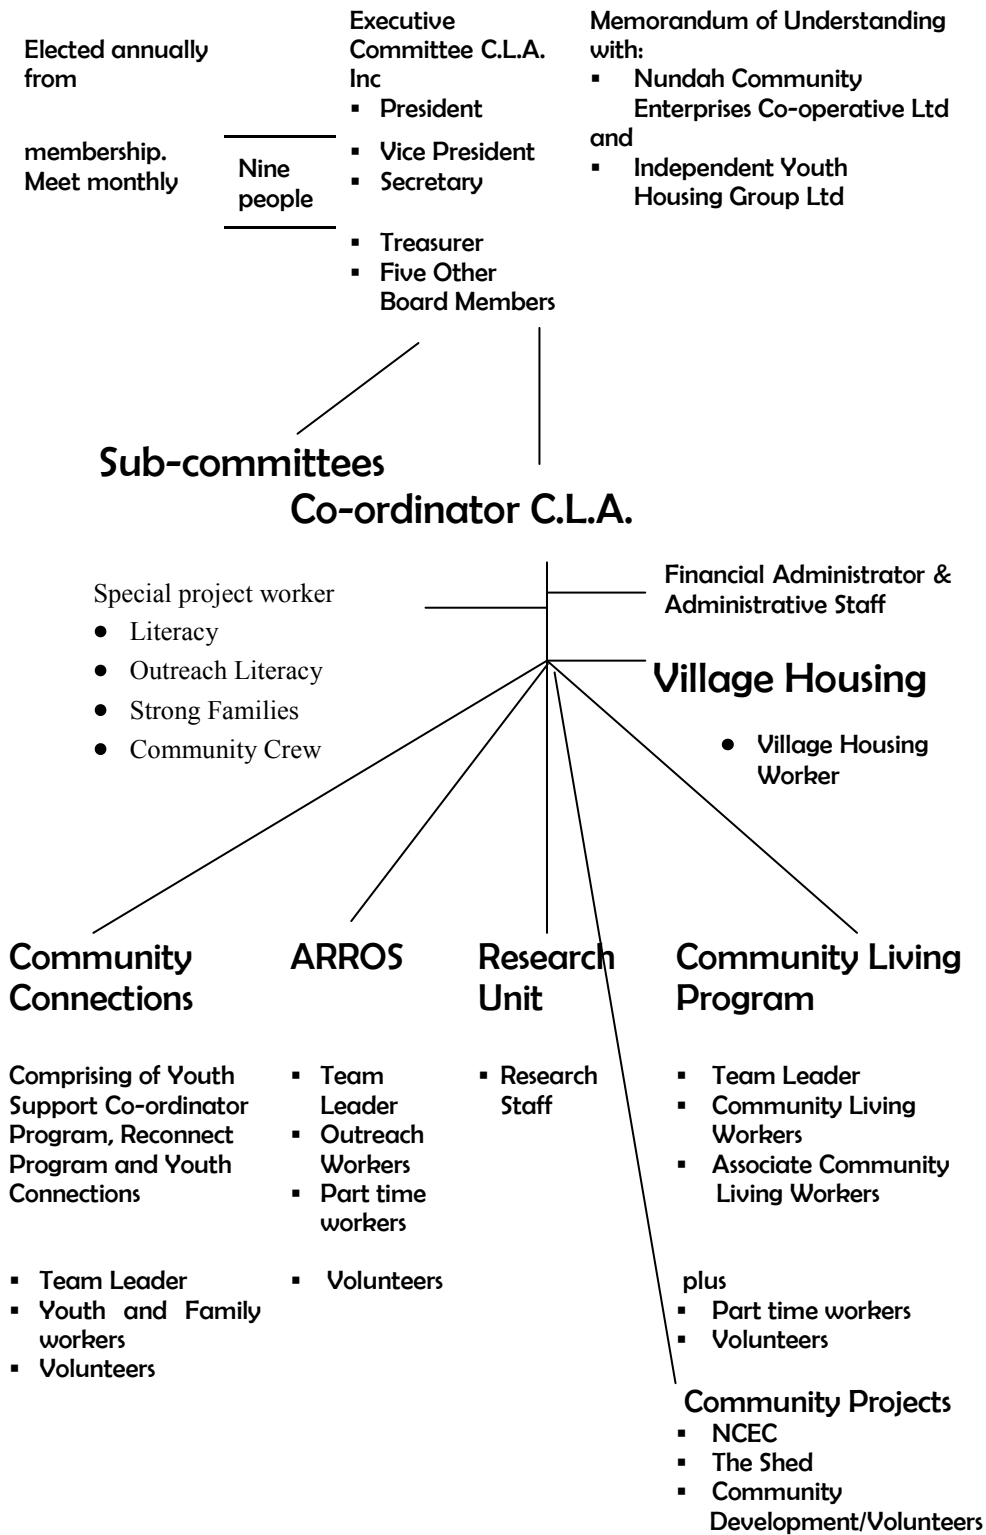 Elected annually
from
membership.
Meet monthly
Nine
people
Executive
Committee C.L.A.
Inc
▪ President
▪ Vice President
▪ Secretary
▪ Treasurer
▪ Five Other
Board Members
Memorandum of Understanding
with:
▪ Nundah Community
Enterprises Co-operative Ltd
and
▪ Independent Youth
Housing Group Ltd
Sub-committees
Co-ordinator C.L.A.
Special project worker
● Literacy
● Outreach Literacy
● Strong Families
● Community Crew
Financial Administrator &
Administrative Staff
Village Housing
● Village Housing
Worker
Community
Connections
Comprising of Youth
Support Co-ordinator
Program, Reconnect
Program and Youth
Connections
▪ Team Leader
▪ Youth and Family
workers
▪ Volunteers
ARROS
▪ Team
Leader
▪ Outreach
Workers
▪ Part time
workers
▪ Volunteers
Research
Unit
▪ Research
Staff
Community Living
Program
▪ Team Leader
▪ Community Living
Workers
▪ Associate Community
Living Workers
plus
▪ Part time workers
▪ Volunteers
Community Projects
▪ NCEC
▪ The Shed
▪ Community
Development/Volunteers